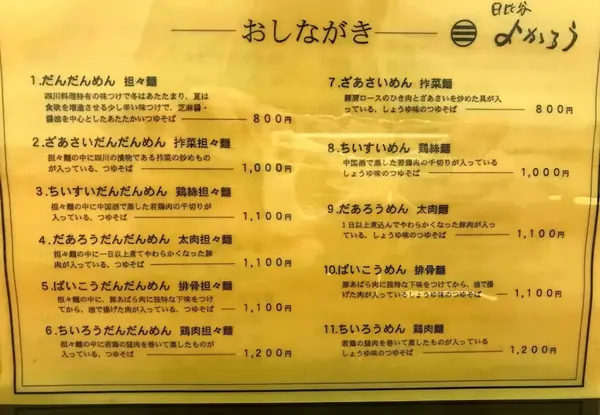 おしながき
日比谷
よかろう
1.だんだんめん 担々麺
四川料理特有の味つけで冬はあたたまり、夏は
食欲を増進させる少し辛い味つけで、芝麻醤・
醤油を中心としたあたたかいつゆそば 800円
2.ざあさいだんだんめん 搾菜担々麺
担々麺の中に四川の漬物である搾菜の炒めもの
が入っている、つゆそば 1,000円
3.ちいすいだんだんめん 鶏絲担々麺
担々麺の中に中国酒で蒸した若鶏肉の千切りが
入っている、つゆそば 1,100円
4.だあろうだんだんめん 太肉担々麺
担々麺の中に一日以上煮てやわらかくなった豚
肉が入っている、つゆそば 1,100円
5.ぱいこうだんだんめん 排骨担々麺
担々麺の中に、豚あばら肉に独特な下味をつけ
てから、油で揚げた肉が入っている、つゆそば 1,100円
6.ちいろうだんだんめん 鶏肉担々麺
担々麺の中に若鶏の腿肉を巻いて蒸したものが
入っている、つゆそば 1,200円
7.ざあさいめん 搾菜麺
豚肩ロースのひき肉とざあさいを炒めた具が入
っている、しょうゆ味のつゆそば 800円
8.ちいすいめん 鶏絲麺
中国酒で蒸した若鶏肉の千切りが入っている
しょうゆ味のつゆそば 1,000円
9.だあろうめん 太肉麺
1日以上煮込んでやわらかくなった豚肉が入っ
ている、しょうゆ味のつゆそば 1,100円
10.ぱいこうめん 排骨麺
豚あばら肉に独特な下味をつけてから、油で揚
げた肉が入っているしょうゆ味のつゆそば 1,100円
11.ちいろうめん 鶏肉麺
若鶏の腿肉を巻いて蒸したものが入っている
しょうゆ味のつゆそば 1,200円